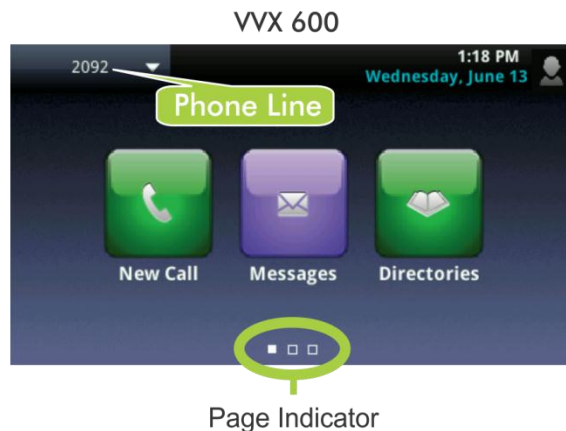 VVX 600
2092
1:18 PM
Wednesday, June 13
Phone Line
New Call
Messages
Directories
Page Indicator